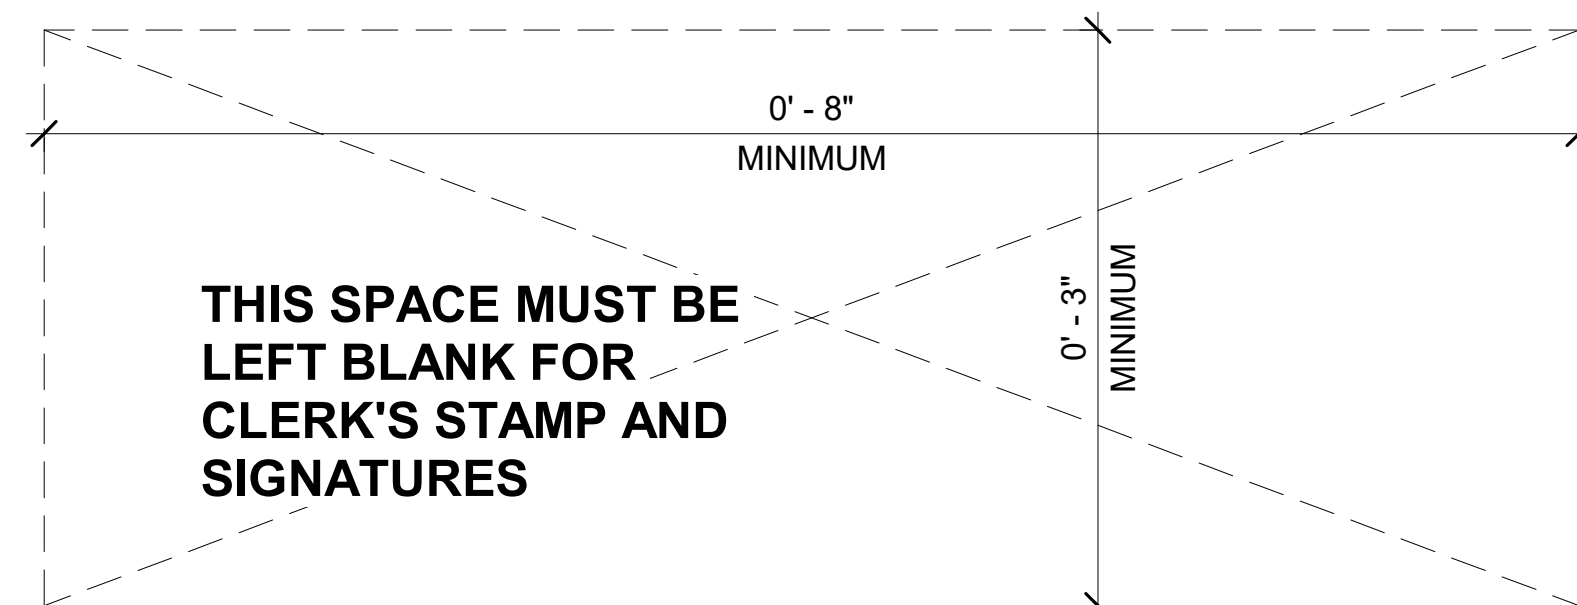 0' - 8"
MINIMUM
0' - 3"
MINIMUM
THIS SPACE MUST BE
LEFT BLANK FOR
CLERK'S STAMP AND
SIGNATURES